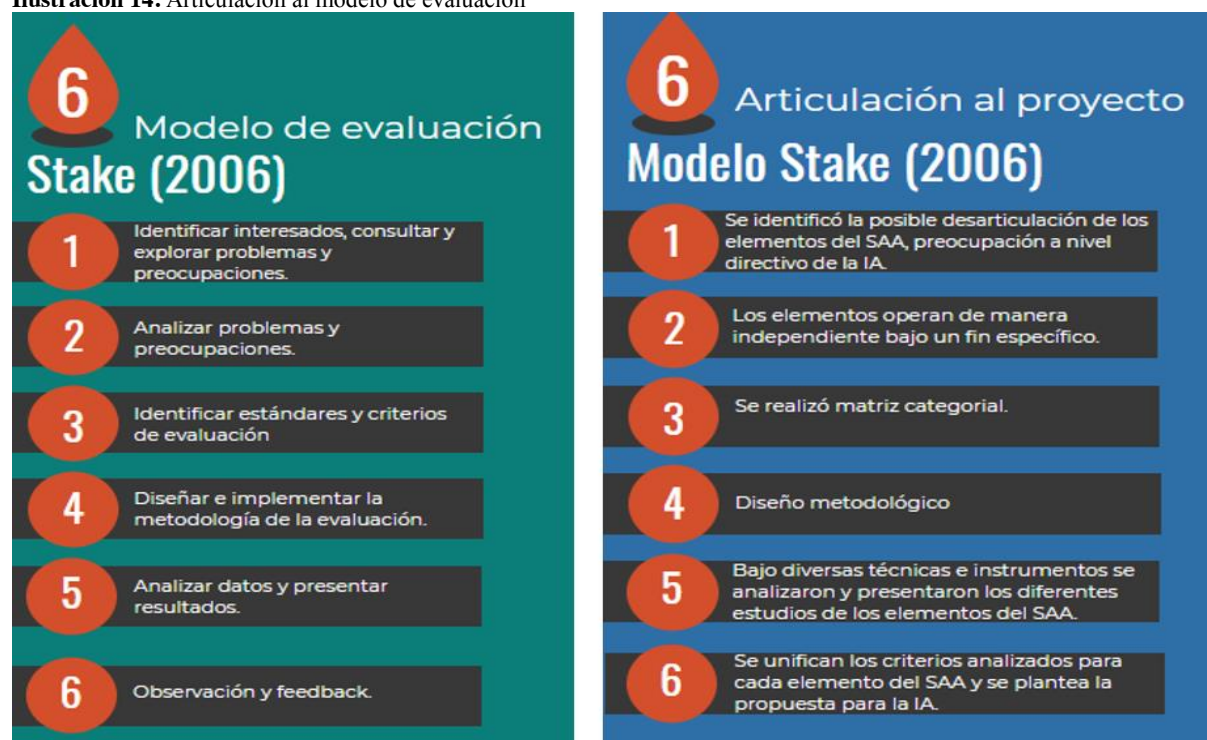 Ilustración 14: Articulación al modelo de evaluación
6
Modelo de evaluación
Stake (2006)
1
Identificar interesados, consultar y
explorar problemas y
preocupaciones.
2
Analizar problemas y
preocupaciones.
3
Identificar estándares y criterios
de evaluación
4
Diseñar e implementar la
metodología de la evaluación.
5
Analizar datos y presentar
resultados.
6
Observación y feedback.
6
Articulación al proyecto
Modelo Stake (2006)
1
Se identificó la posible desarticulación de los
elementos del SAA, preocupación a nivel
directivo de la IA.
2
Los elementos operan de manera
independiente bajo un fin específico.
3
Se realizó matriz categorial.
4
Diseño metodológico
5
Bajo diversas técnicas e instrumentos se
analizaron y presentaron los diferentes
estudios de los elementos del SAA.
6
Se unifican los criterios analizados para
cada elemento del SAA y se plantea la
propuesta para la IA.